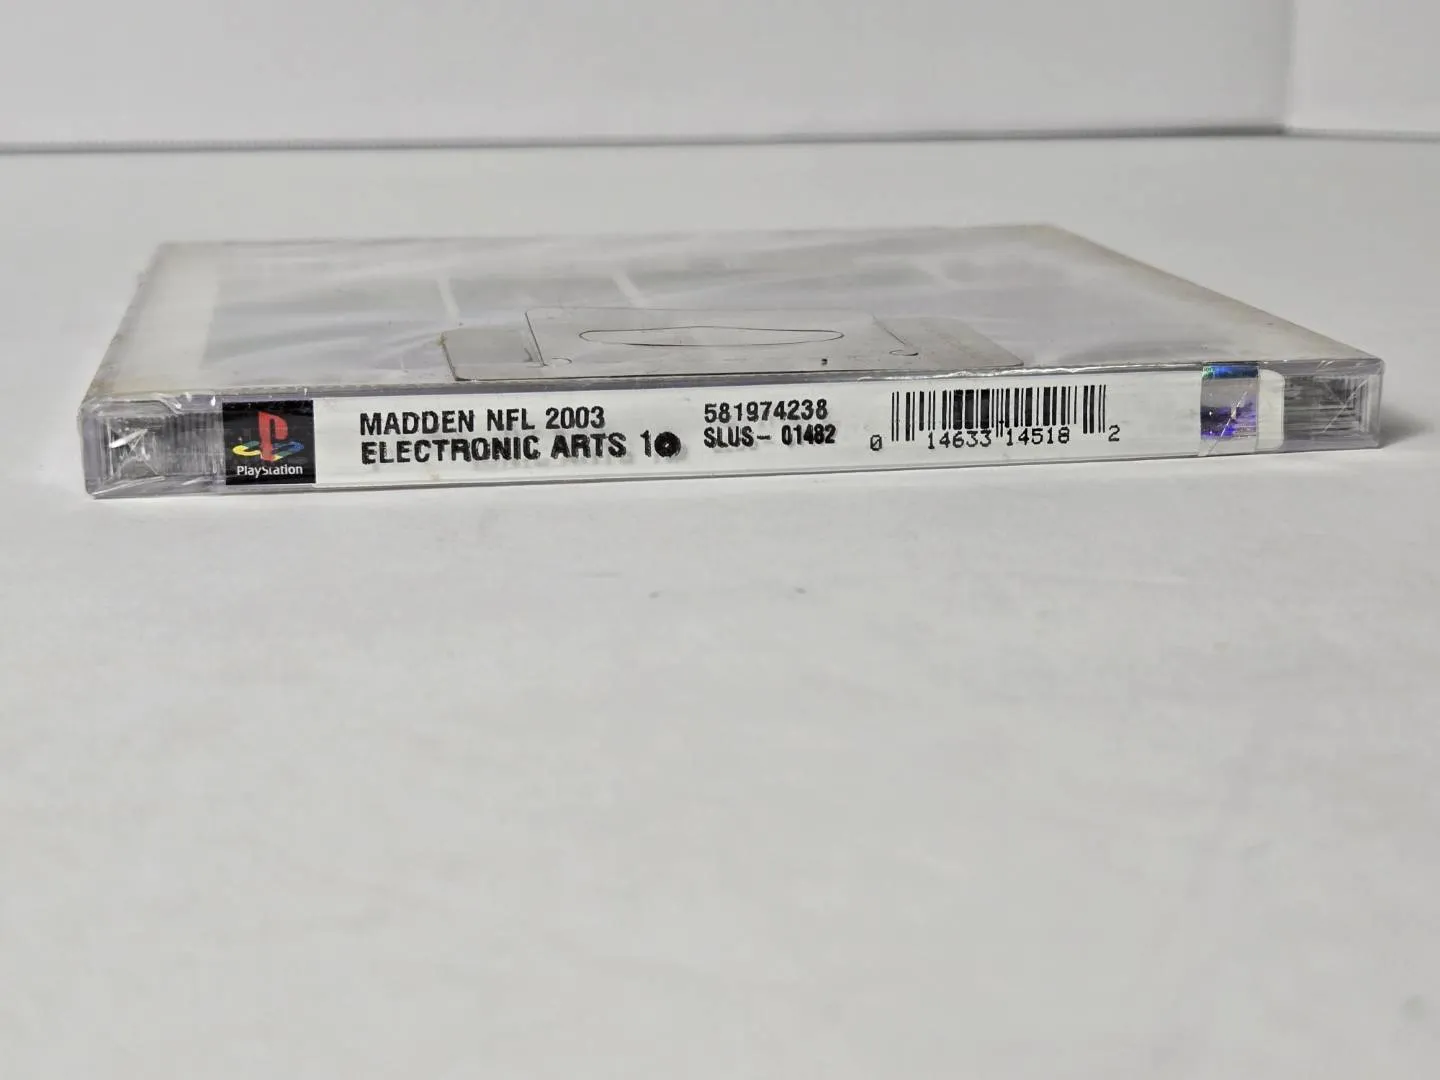 PlayStation
MADDEN NFL 2003
ELECTRONIC ARTS 1
581974238
SLUS- 01482
0 14633 14518 2